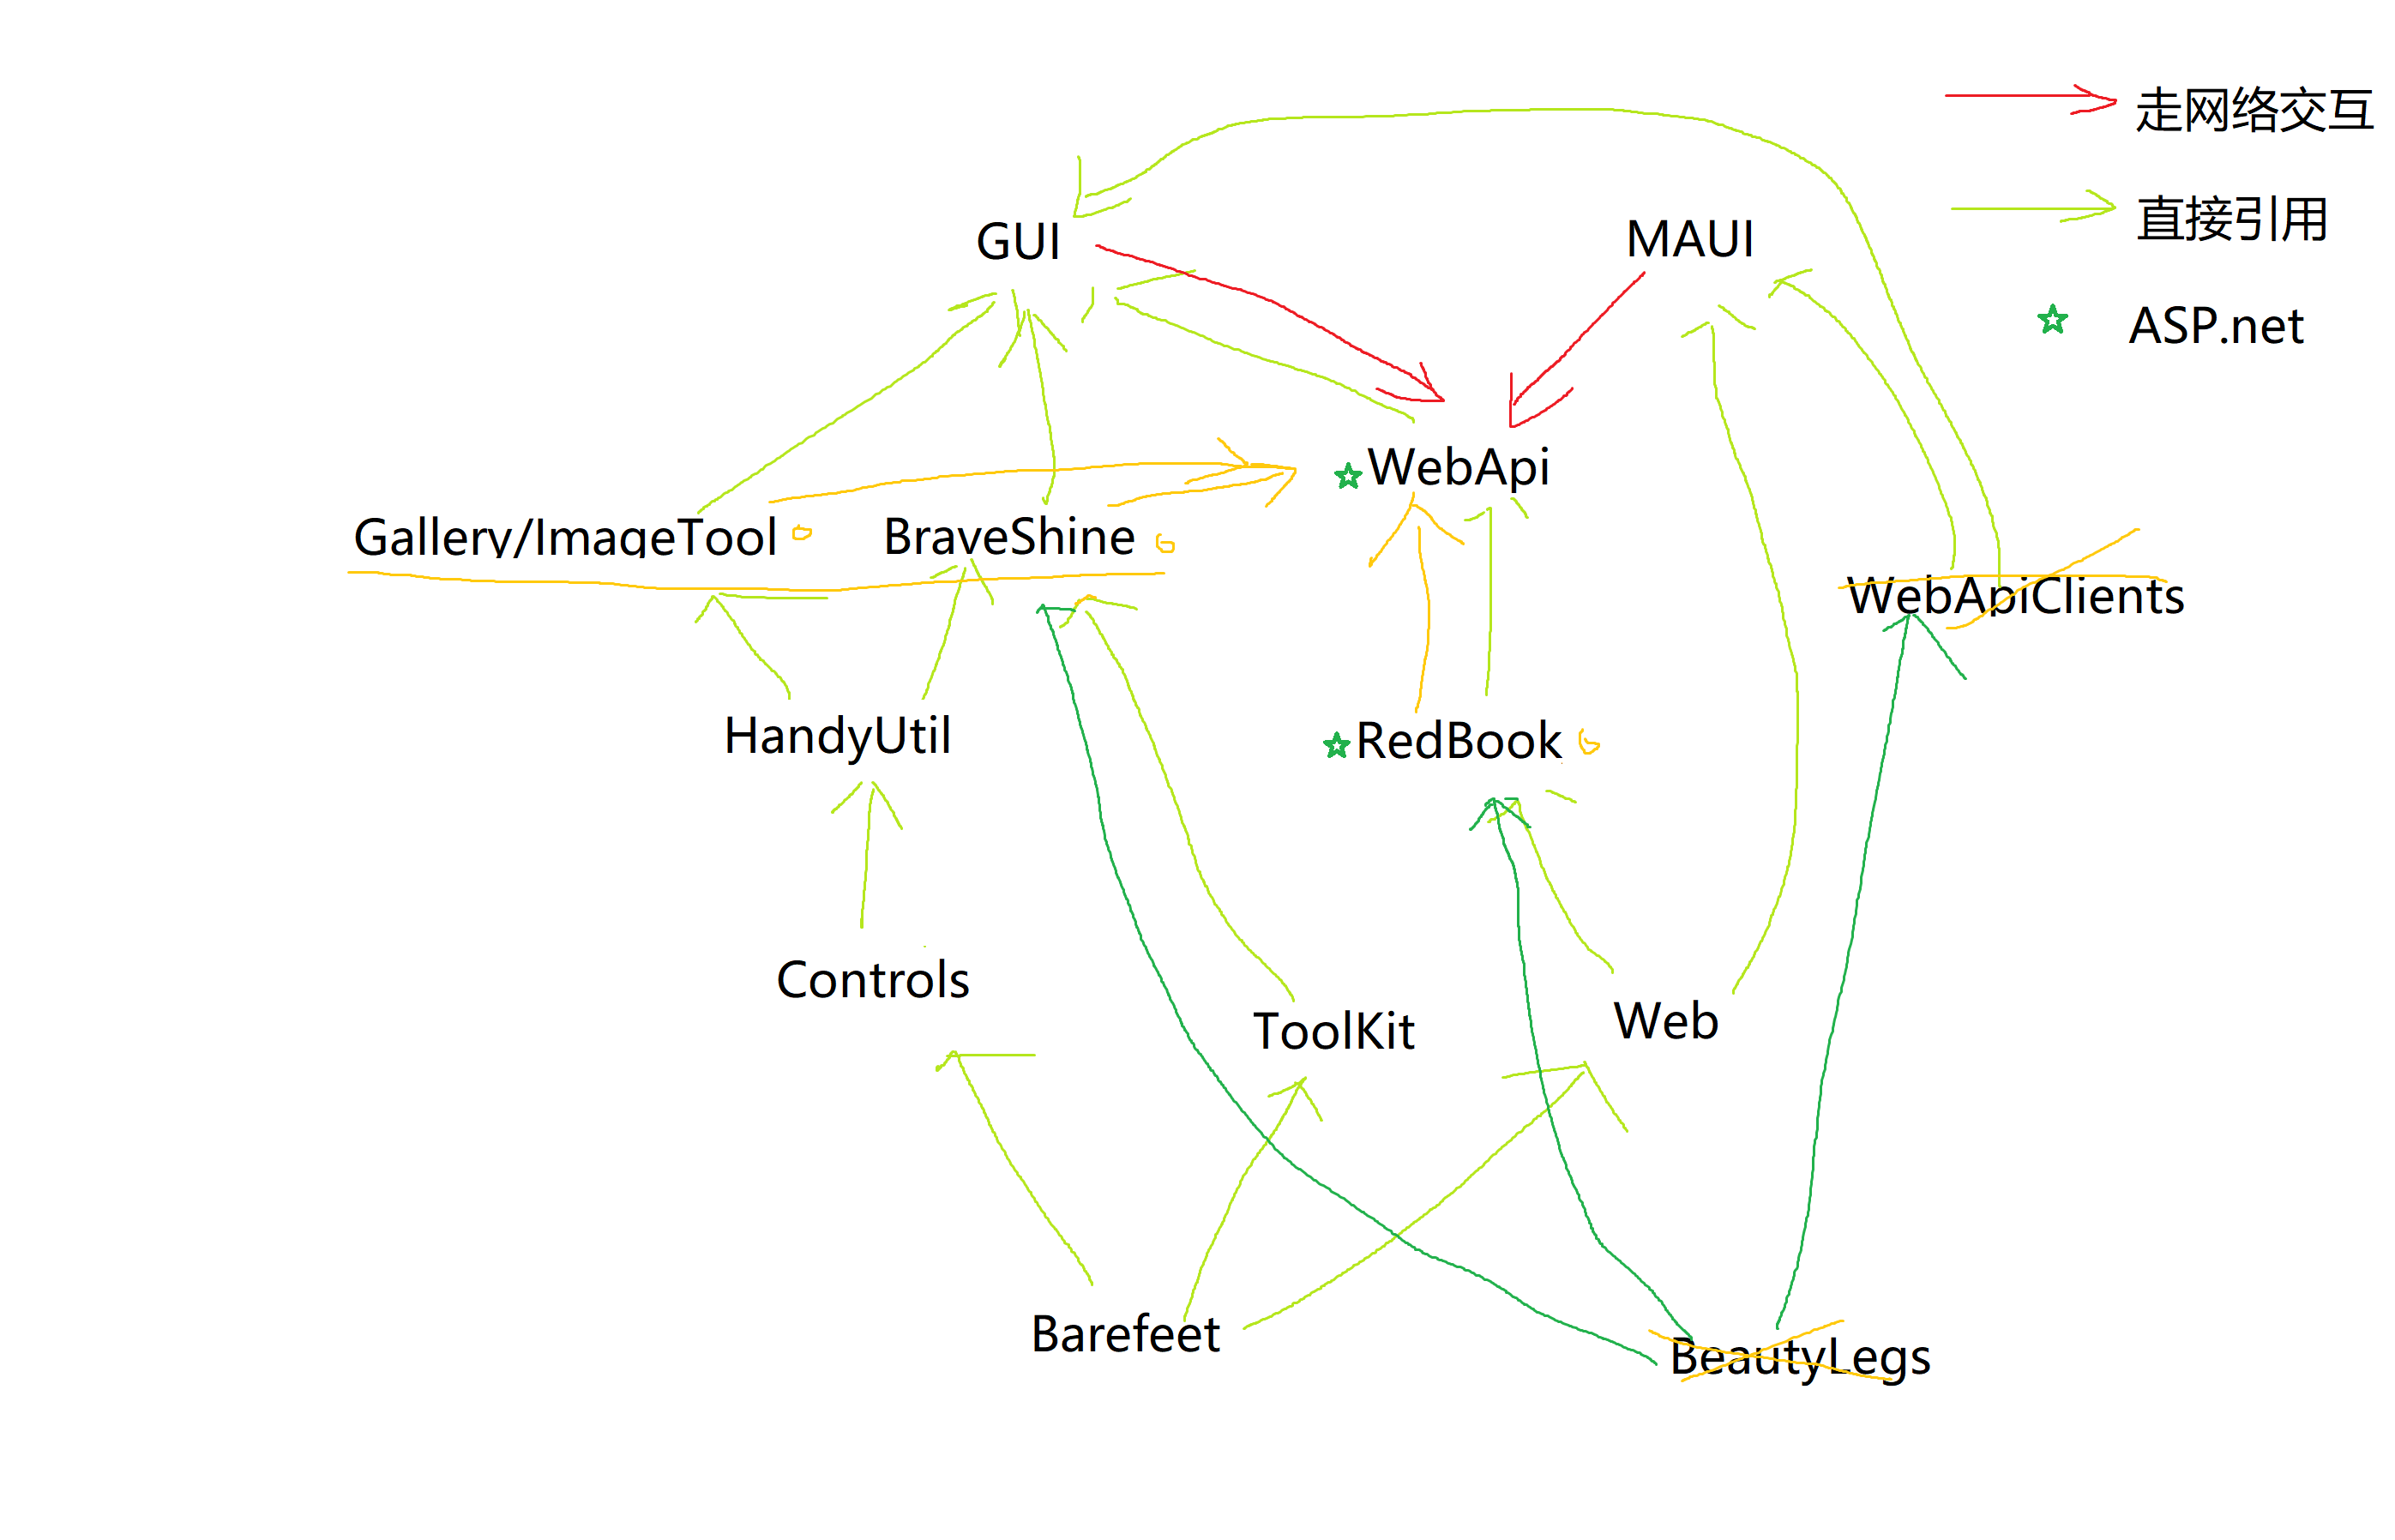 走网络交互
直接引用
GUI
MAUI
ASP.net
WebApi
Gallery/ImageTool
BraveShine
WebApiClients
HandyUtil
RedBook
Controls
ToolKit
Web
Barefeet
BeautyLegs